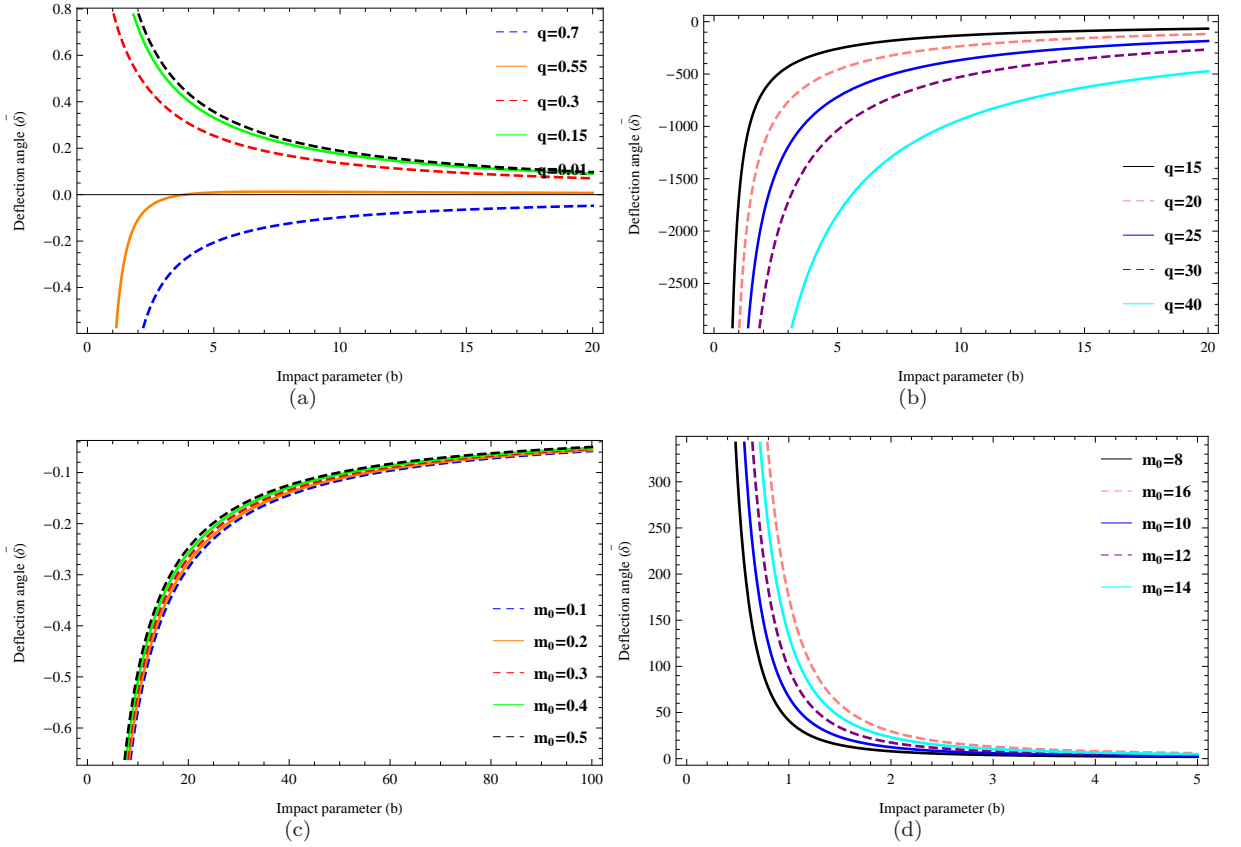 0.8
0.6
0.4
0.2
0.0
−0.2
−0.4
0 5 10 15 20
Deflection angle (δ̄)
Impact parameter (b)
q=0.7
q=0.55
q=0.3
q=0.15
q=0.01
(a)
0
−500
−1000
−1500
−2000
−2500
0 5 10 15 20
Deflection angle (δ̄)
Impact parameter (b)
q=15
q=20
q=25
q=30
q=40
(b)
−0.1
−0.2
−0.3
−0.4
−0.5
−0.6
0 20 40 60 80 100
Deflection angle (δ̄)
Impact parameter (b)
m₀=0.1
m₀=0.2
m₀=0.3
m₀=0.4
m₀=0.5
(c)
300
250
200
150
100
50
0
0 1 2 3 4 5
Deflection angle (δ̄)
Impact parameter (b)
m₀=8
m₀=16
m₀=10
m₀=12
m₀=14
(d)